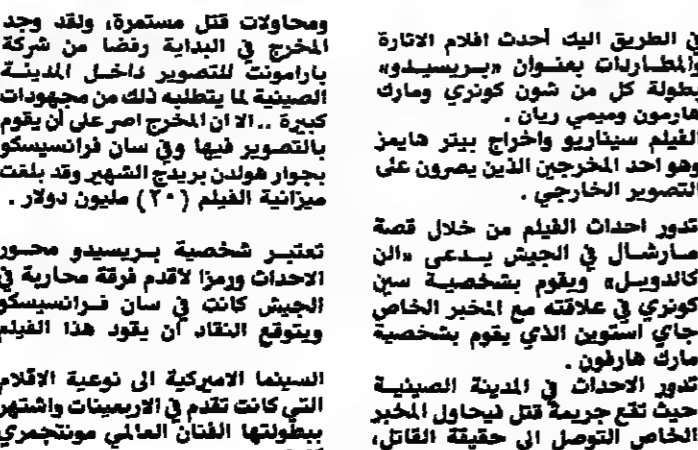 في الطريق اليك أحدث افلام الاثارة
والمطاردات بعنوان «بريسيدو»
بطولة كل من شون كونري ومارك
هارمون وميمي ريان .
الفيلم سيناريو واخراج بيتر هايمز
وهو احد المخرجين الذين يصرون على
التصوير الخارجي .
تدور احداث الفيلم من خلال قصة
مارشال في الجيش يدعى «الن
كالدويل» ويقوم بشخصية سين
كونري في علاقته مع المخبر الخاص
جاي استوين الذي يقوم بشخصية
مارك هارفون .
تدور الاحداث في المدينة الصينية
حيث تقع جريمة قتل فيحاول المخبر
الخاص التوصل الى حقيقة القاتل،
ومحاولات قتل مستمرة، ولقد وجد
المخرج في البداية رفضا من شركة
بارامونت للتصوير داخل المدينة
الصينية لما يتطلبه ذلك من مجهودات
كبيرة .. الا ان المخرج اصر على أن يقوم
بالتصوير فيها وفي سان فرانسيسكو
بجوار هولدن بريدج الشهير وقد بلغت
ميزانية الفيلم (٢٠) مليون دولار .
تعتبر شخصية بريسيدو محور
الاحداث ورمزا لأقدم فرقة محاربة في
الجيش كانت في سان فرانسيسكو
ويتوقع النقاد أن يقود هذا الفيلم
السينما الاميركية الى نوعية الافلام
التي كانت تقدم في الاربعينات واشتهر
ببطولتها الفنان العالمي مونتجمري